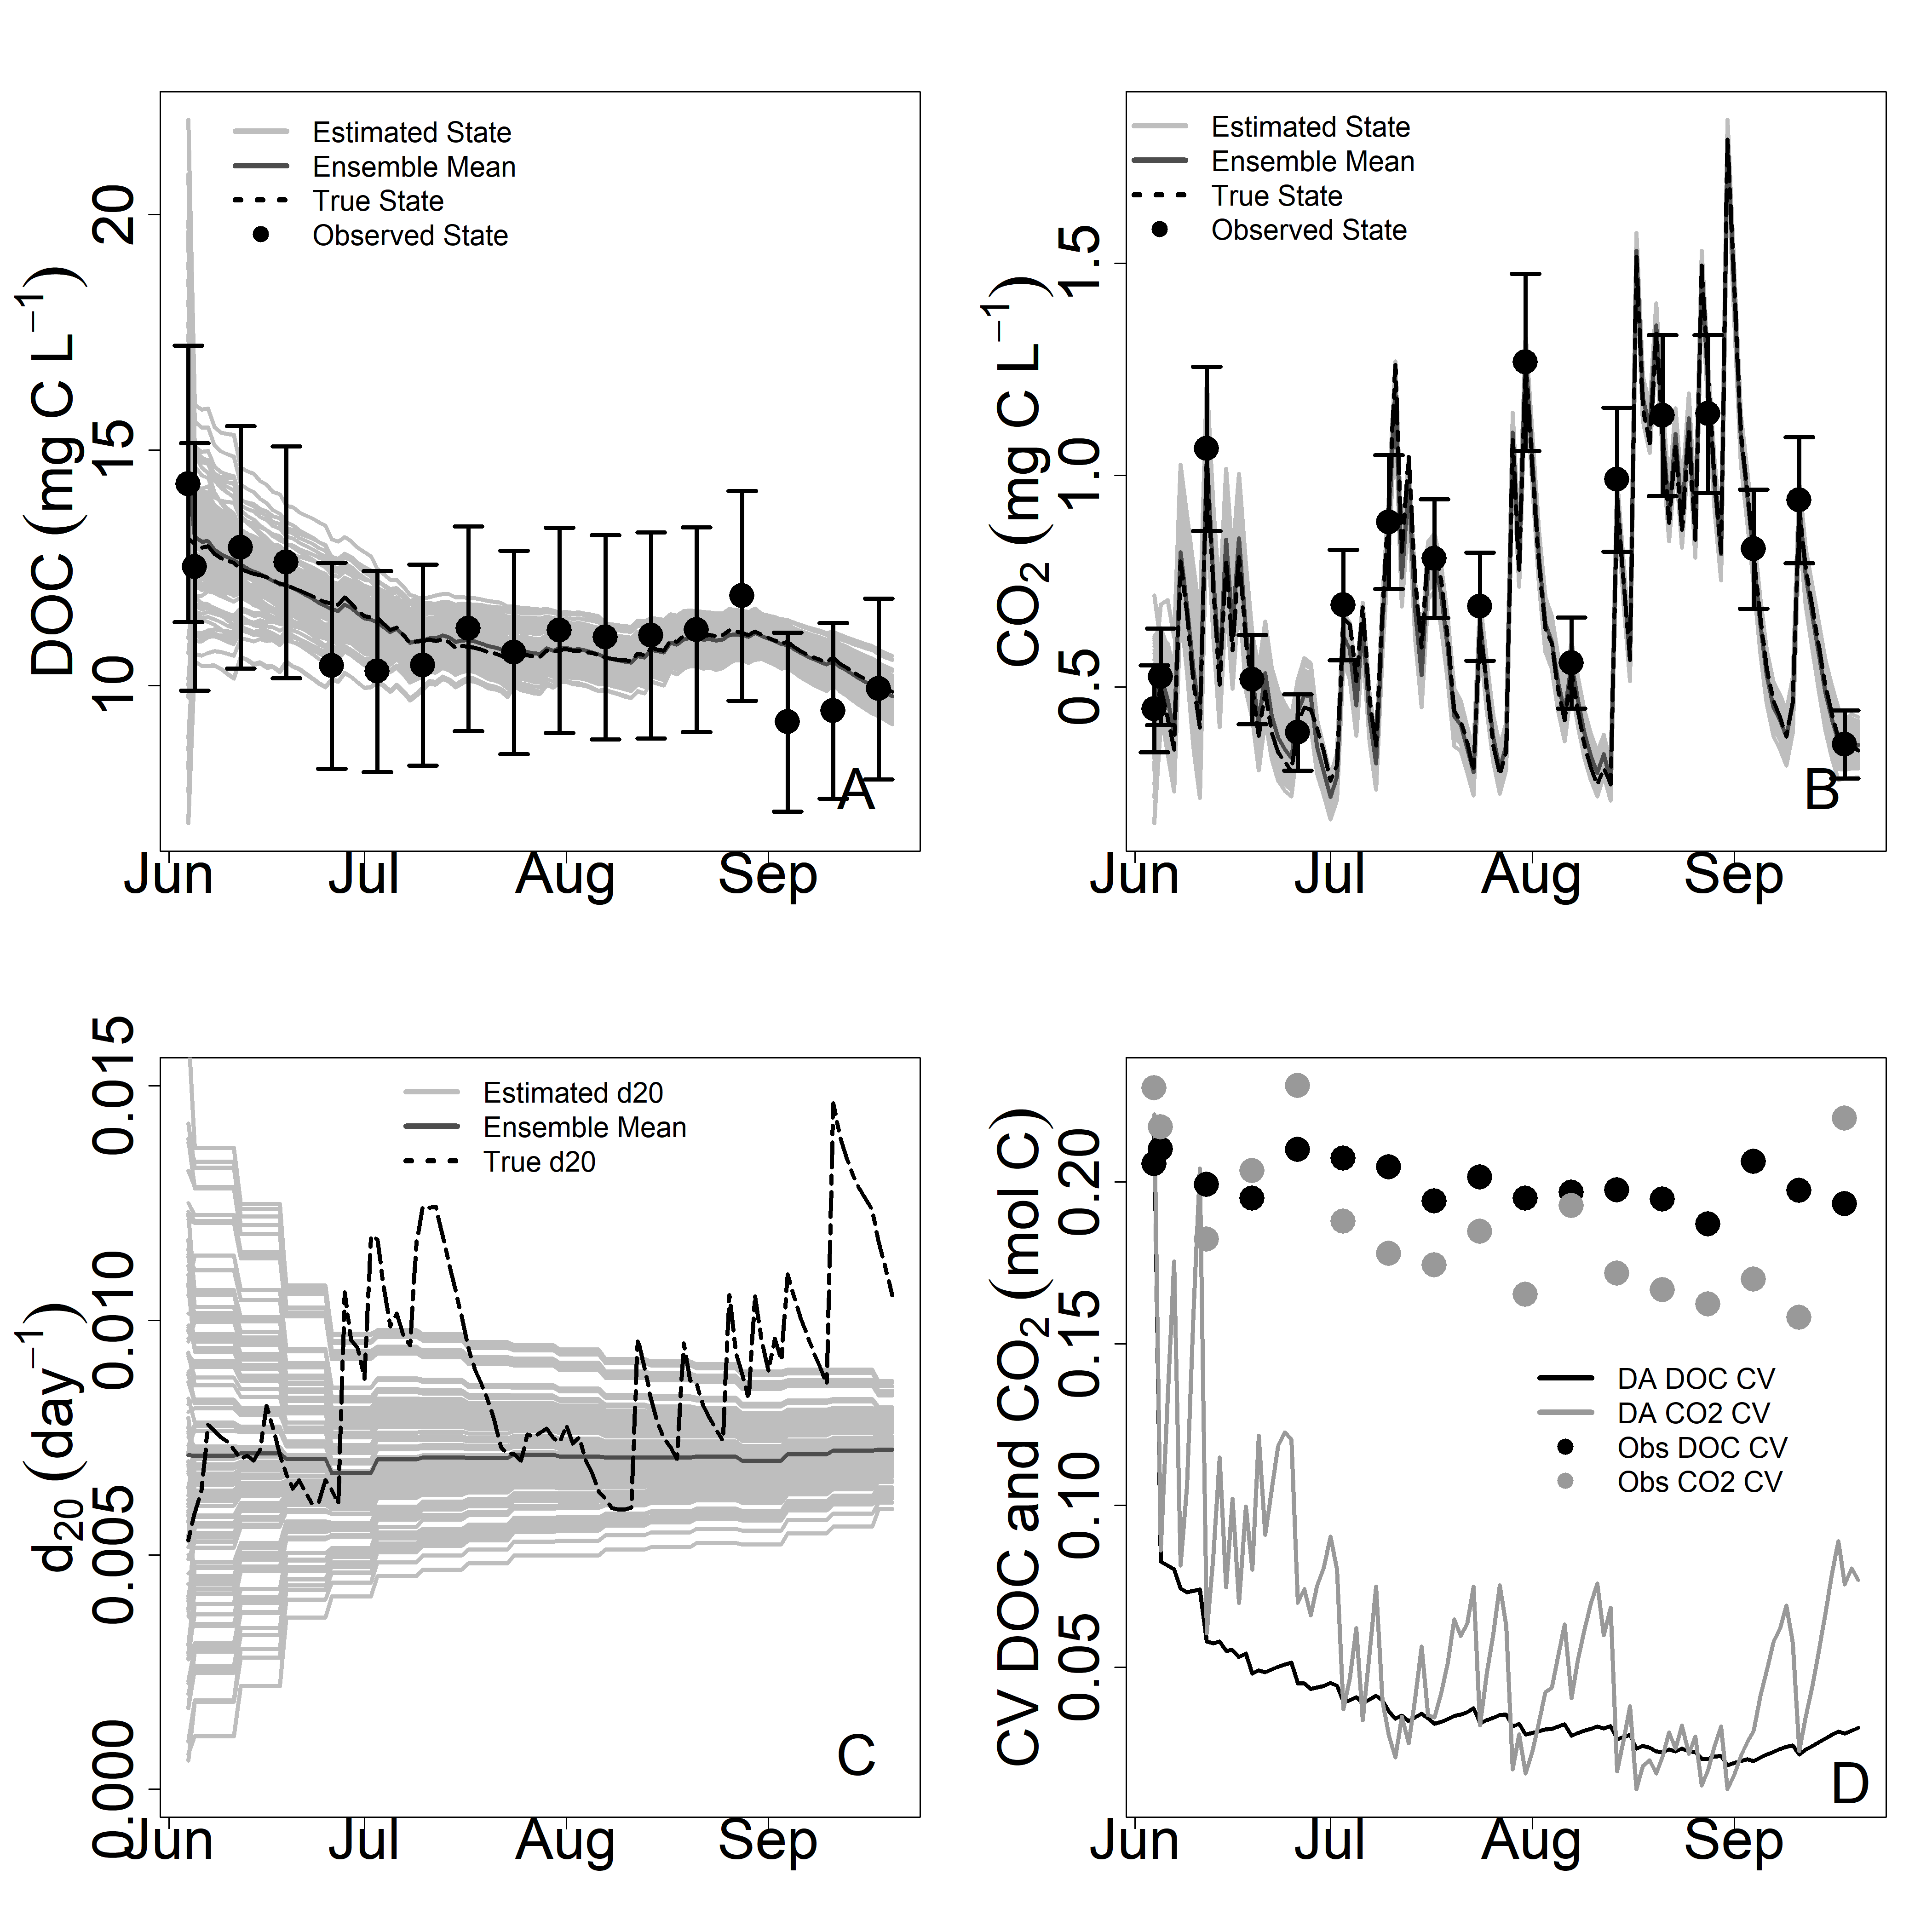 Estimated State
Ensemble Mean
True State
Observed State
DOC (mg C L−1)
20
15
10
Jun Jul Aug Sep
A
Estimated State
Ensemble Mean
True State
Observed State
CO2 (mg C L−1)
1.5
1.0
0.5
Jun Jul Aug Sep
B
Estimated d20
Ensemble Mean
True d20
d20 (day−1)
0.015
0.010
0.005
0.000
Jun Jul Aug Sep
C
DA DOC CV
DA CO2 CV
Obs DOC CV
Obs CO2 CV
CV DOC and CO2 (mol C)
0.20
0.15
0.10
0.05
Jun Jul Aug Sep
D